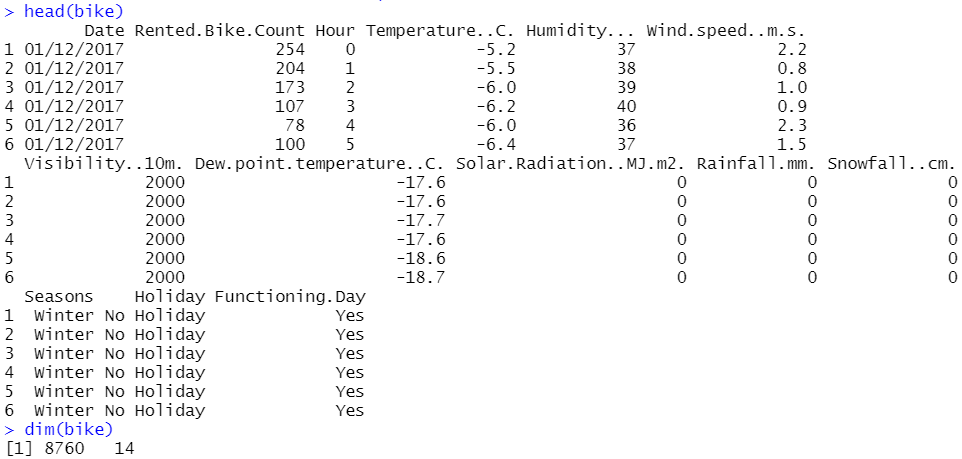 > head(bike)
Date Rented.Bike.Count Hour Temperature..C. Humidity... Wind.speed..m.s.
1 01/12/2017 254 0 -5.2 37 2.2
2 01/12/2017 204 1 -5.5 38 0.8
3 01/12/2017 173 2 -6.0 39 1.0
4 01/12/2017 107 3 -6.2 40 0.9
5 01/12/2017 78 4 -6.0 36 2.3
6 01/12/2017 100 5 -6.4 37 1.5
Visibility..10m. Dew.point.temperature..C. Solar.Radiation..MJ.m2. Rainfall.mm. Snowfall..cm.
1 2000 -17.6 0 0 0
2 2000 -17.6 0 0 0
3 2000 -17.7 0 0 0
4 2000 -17.6 0 0 0
5 2000 -18.6 0 0 0
6 2000 -18.7 0 0 0
Seasons Holiday Functioning.Day
1 Winter No Holiday Yes
2 Winter No Holiday Yes
3 Winter No Holiday Yes
4 Winter No Holiday Yes
5 Winter No Holiday Yes
6 Winter No Holiday Yes
> dim(bike)
[1] 8760 14